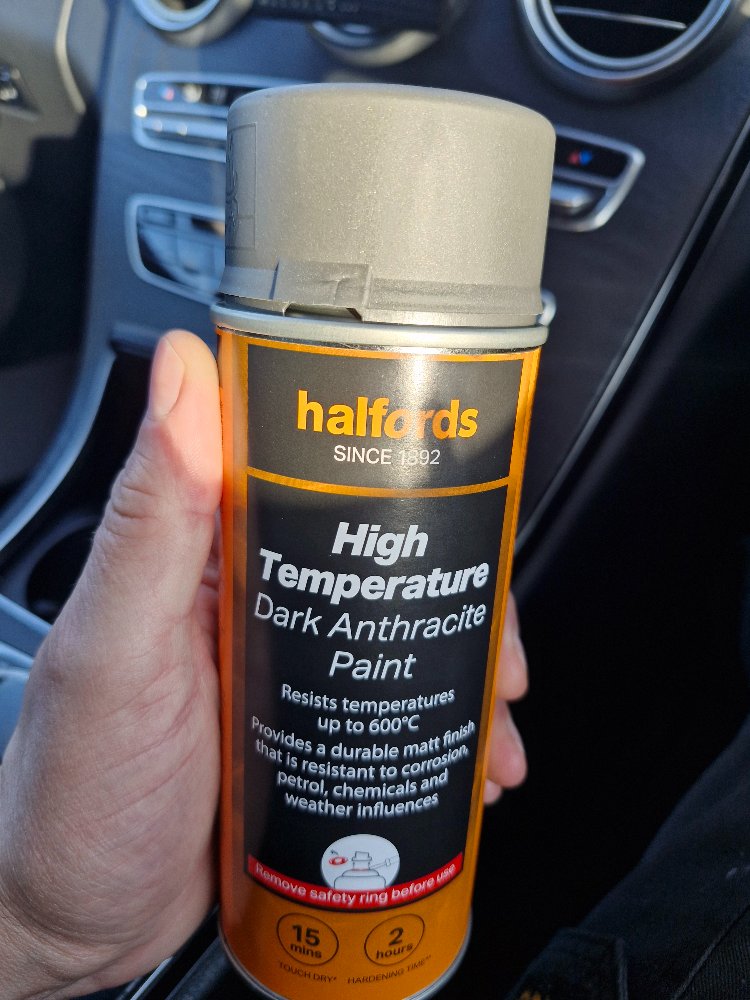 halfords
SINCE 1892
High
Temperature
Dark Anthracite
Paint
Resists temperatures
up to 600°C
Provides a durable matt finish
that is resistant to corrosion,
petrol, chemicals and
weather influences
Remove safety ring before use
15
mins
2
hours
TOUCH DRY*
HARDENING TIME**